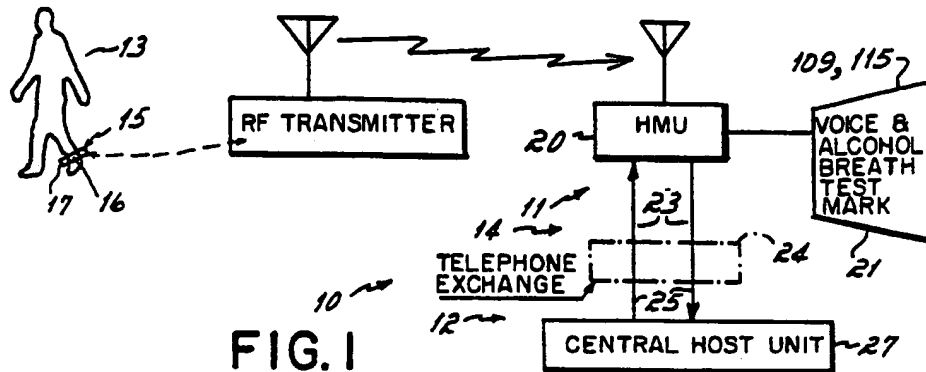 13
15
17
16
RF TRANSMITTER
20
HMU
109, 115
VOICE &
ALCOHOL
BREATH
TEST
MARK
21
11
14
23
24
TELEPHONE
EXCHANGE
10
12
25
CENTRAL HOST UNIT
27
FIG. 1